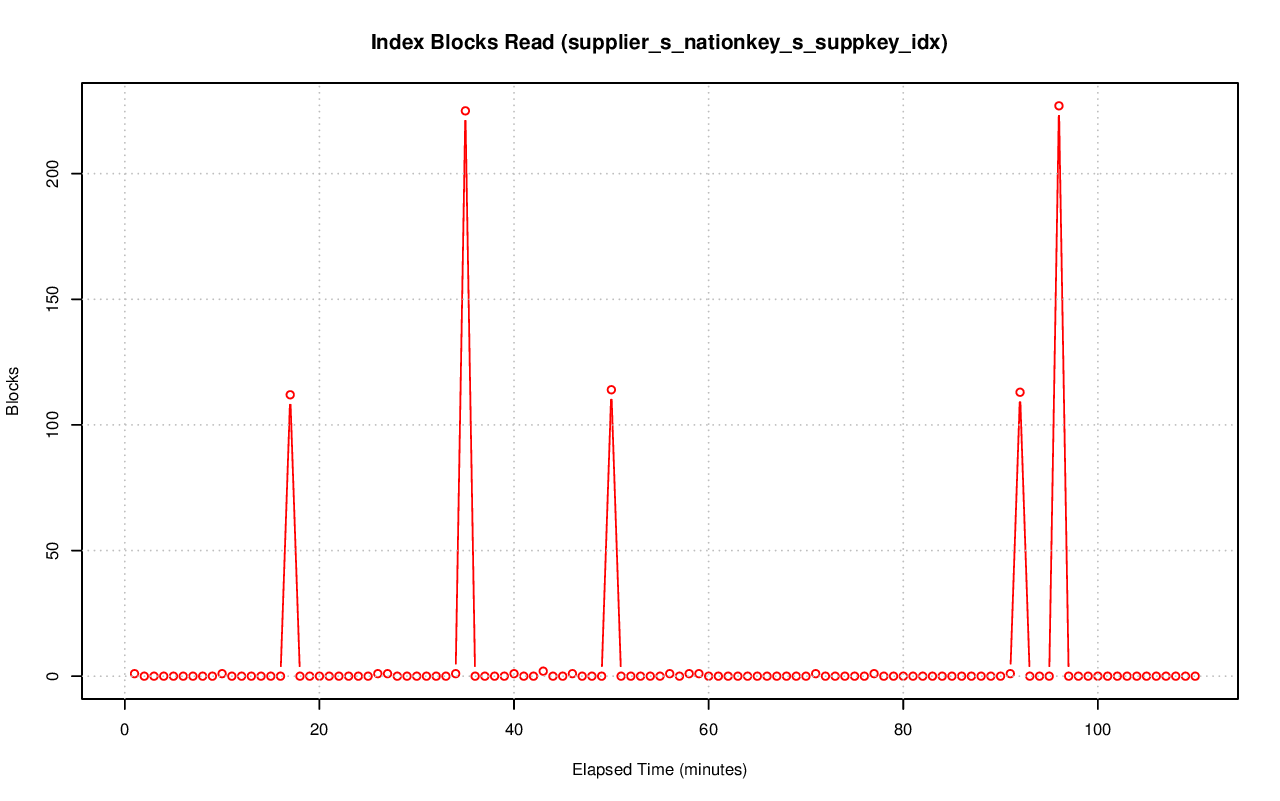 Index Blocks Read (supplier_s_nationkey_s_suppkey_idx)
Blocks
200
150
100
50
0
0 20 40 60 80 100
Elapsed Time (minutes)